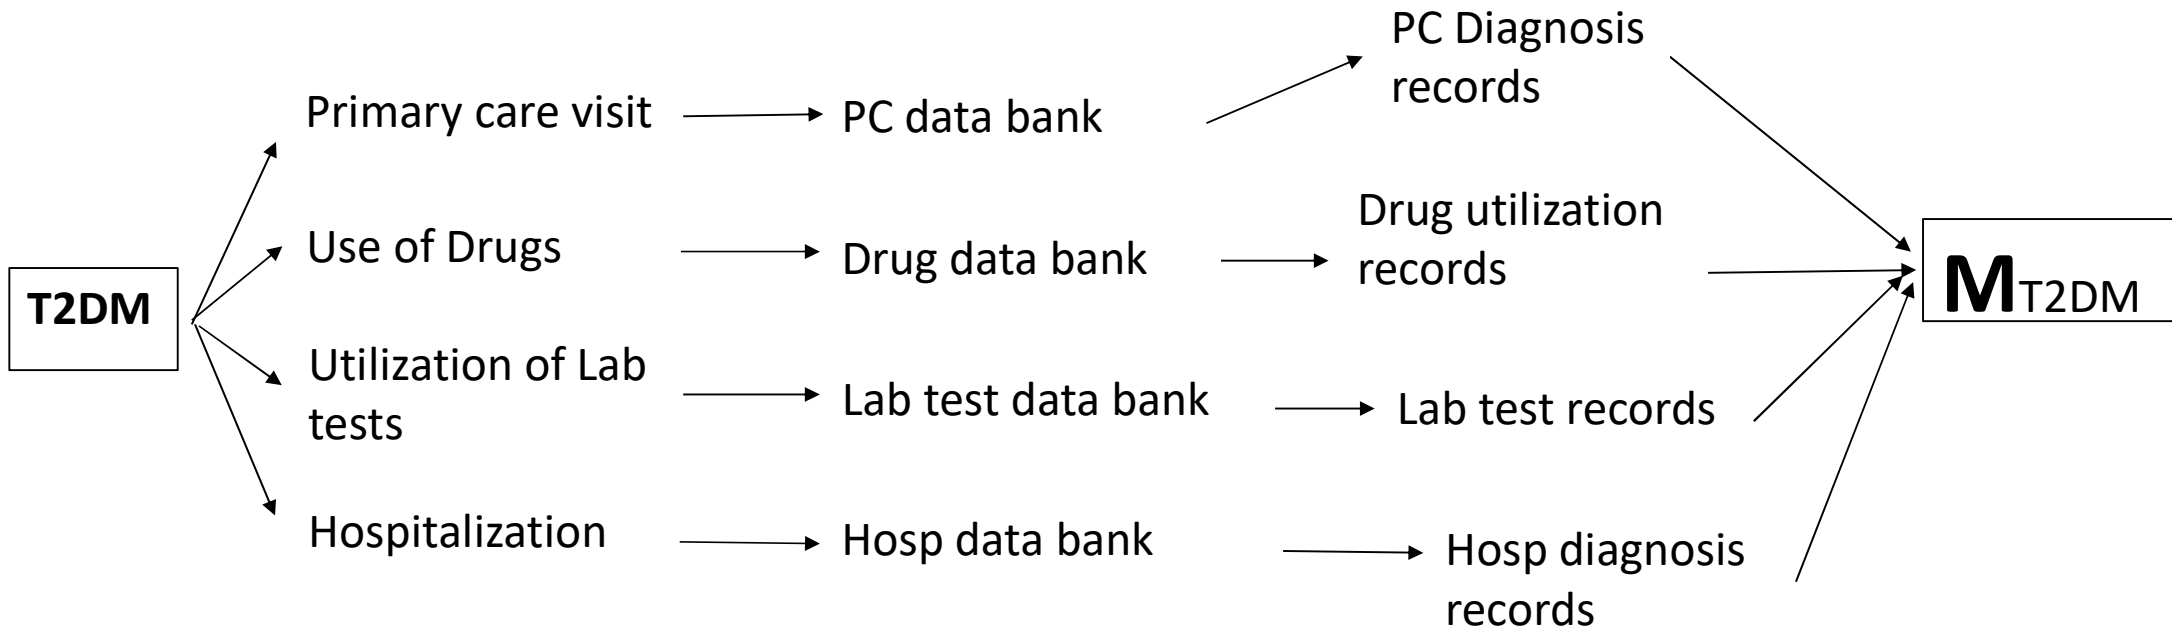 T2DM
Primary care visit
PC data bank
PC Diagnosis
records
Use of Drugs
Drug data bank
Drug utilization
records
Utilization of Lab
tests
Lab test data bank
Lab test records
Hospitalization
Hosp data bank
Hosp diagnosis
records
MT2DM